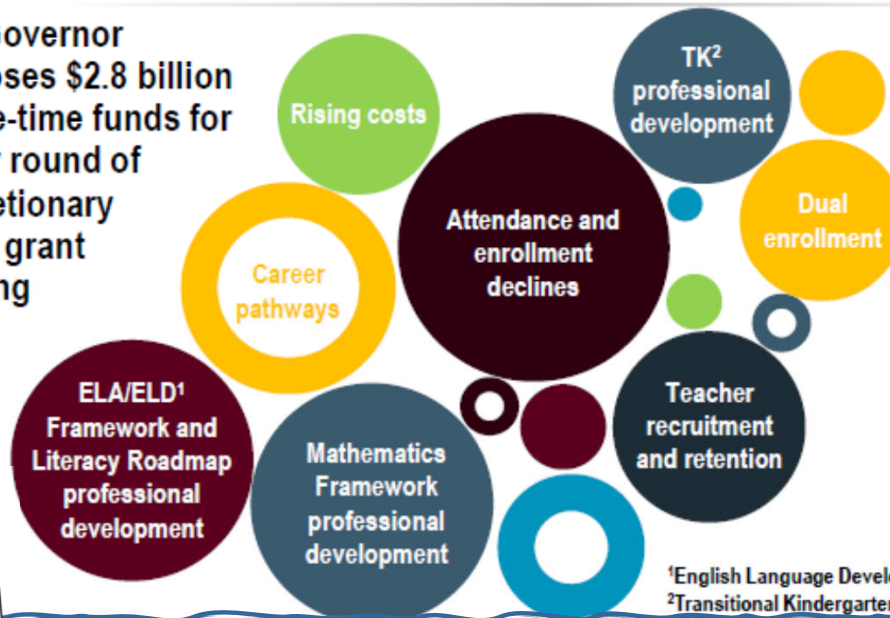 Governor
oses $2.8 billion
e-time funds for
round of
etionary
grant
ng
Rising costs
TK²
professional
development
Attendance and
enrollment
declines
Dual
enrollment
Career
pathways
ELA/ELD¹
Framework and
Literacy Roadmap
professional
development
Mathematics
Framework
professional
development
Teacher
recruitment
and retention
¹English Language Devel
²Transitional Kindergarten